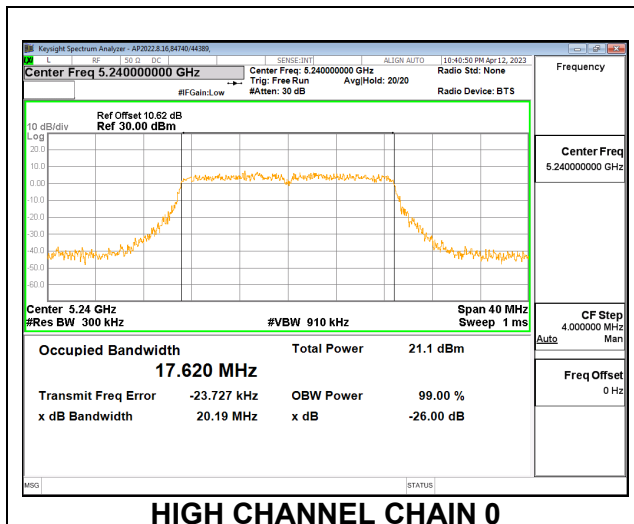 Keysight Spectrum Analyzer - AP2022.8.16,84740/44389,
LXI L RF 50 Ω DC SENSE:INT ALIGN AUTO 10:40:50 PM Apr 12, 2023
Center Freq 5.240000000 GHz
Center Freq: 5.240000000 GHz
Radio Std: None
Trig: Free Run
Avg|Hold: 20/20
#IFGain:Low
#Atten: 30 dB
Radio Device: BTS
Frequency
Ref Offset 10.62 dB
10 dB/div
Ref 30.00 dBm
Log
20.0
10.0
0.00
-10.0
-20.0
-30.0
-40.0
-50.0
-60.0
Center 5.24 GHz
Span 40 MHz
#Res BW 300 kHz
#VBW 910 kHz
Sweep 1 ms
Center Freq
5.240000000 GHz
CF Step
4.000000 MHz
Auto Man
Freq Offset
0 Hz
Occupied Bandwidth
17.620 MHz
Total Power 21.1 dBm
Transmit Freq Error -23.727 kHz
OBW Power 99.00 %
x dB Bandwidth 20.19 MHz
x dB -26.00 dB
MSG
STATUS
HIGH CHANNEL CHAIN 0